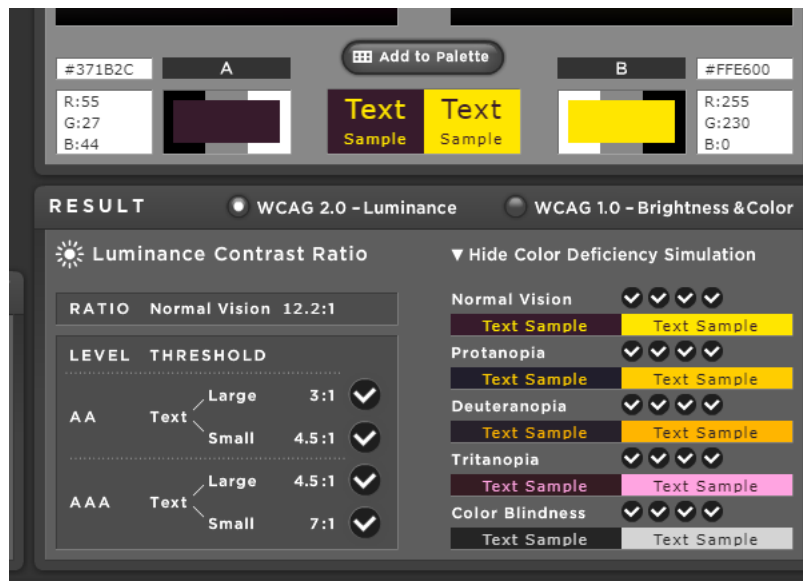 Add to Palette
#371B2C
A
B
#FFE600
R:55
G:27
B:44
Text Text
Sample Sample
R:255
G:230
B:0
RESULT
WCAG 2.0 – Luminance
WCAG 1.0 – Brightness & Color
Luminance Contrast Ratio
▼ Hide Color Deficiency Simulation
RATIO Normal Vision 12.2:1
LEVEL THRESHOLD
AA Text
Large 3:1
Small 4.5:1
AAA Text
Large 4.5:1
Small 7:1
Normal Vision
Text Sample Text Sample
Protanopia
Text Sample Text Sample
Deuteranopia
Text Sample Text Sample
Tritanopia
Text Sample Text Sample
Color Blindness
Text Sample Text Sample